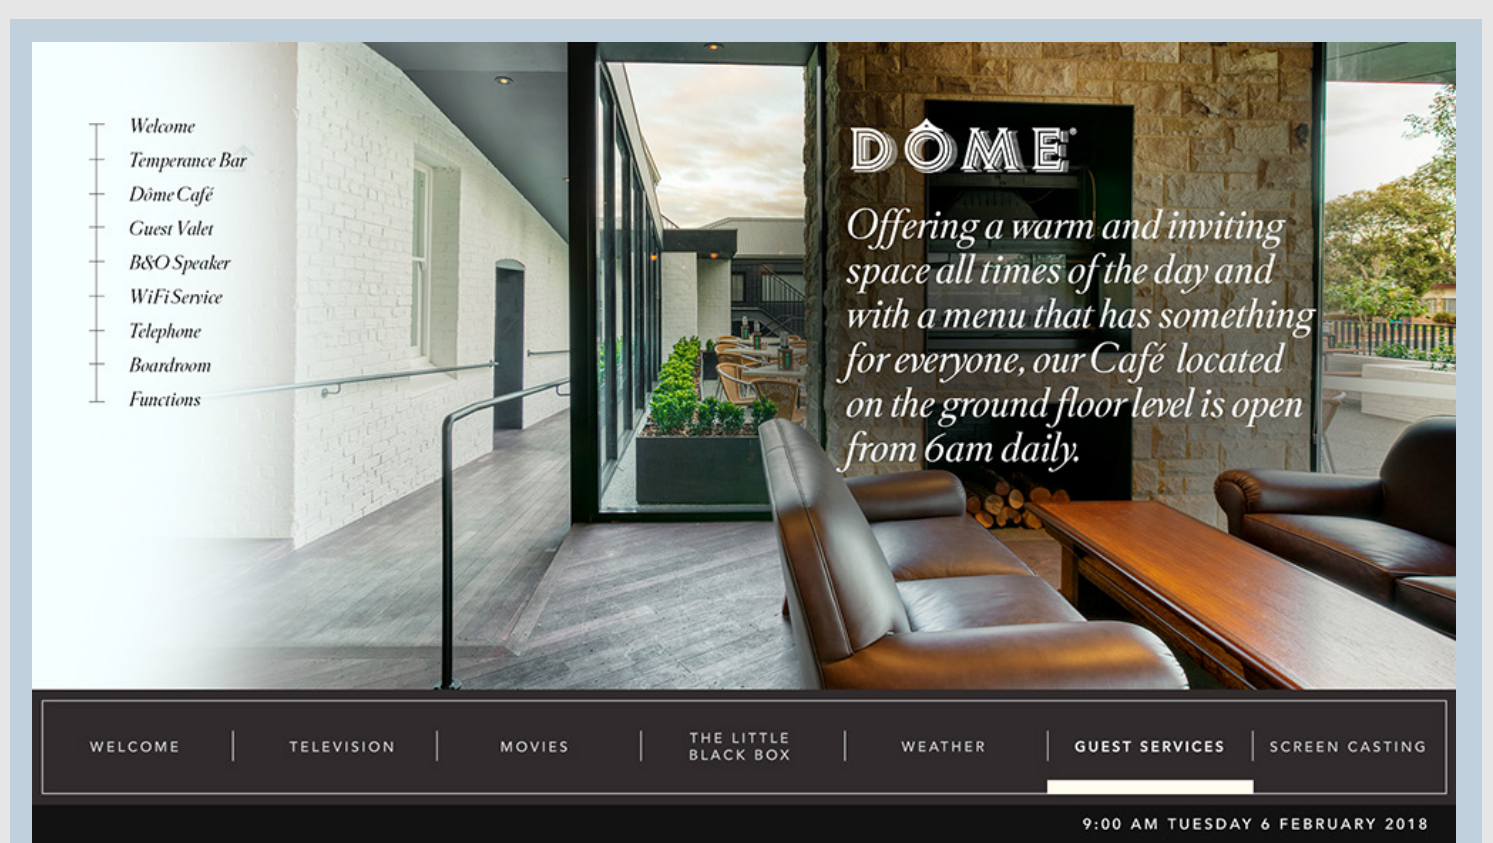 Welcome
Temperance Bar
Dôme Café
Guest Valet
B&O Speaker
WiFi Service
Telephone
Boardroom
Functions
DÔME®
Offering a warm and inviting
space all times of the day and
with a menu that has something
for everyone, our Café located
on the ground floor level is open
from 6am daily.
WELCOME
TELEVISION
MOVIES
THE LITTLE
BLACK BOX
WEATHER
GUEST SERVICES
SCREEN CASTING
9:00 AM TUESDAY 6 FEBRUARY 2018